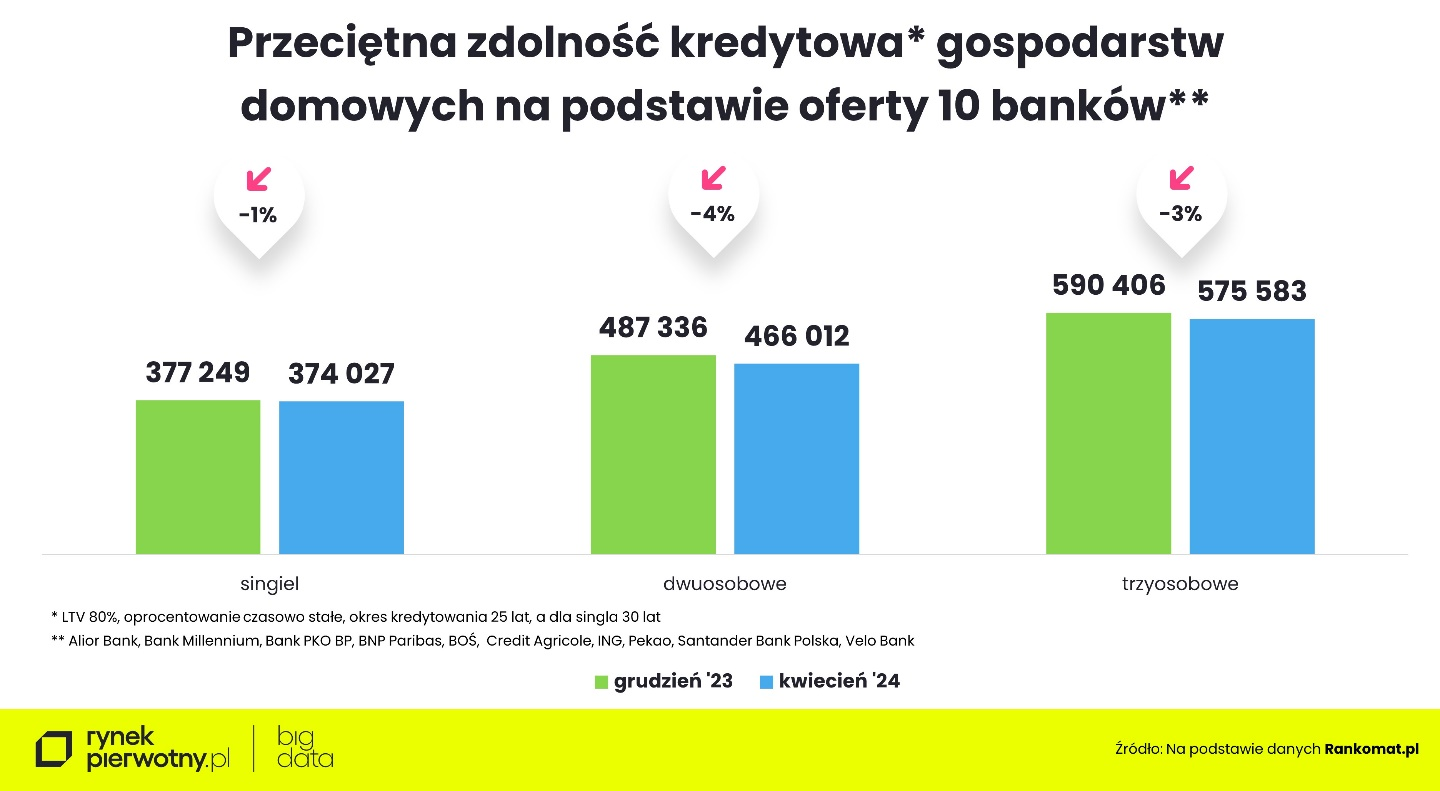 Przeciętna zdolność kredytowa* gospodarstw
domowych na podstawie oferty 10 banków**
-1%
-4%
-3%
377 249
374 027
487 336
466 012
590 406
575 583
singiel
dwuosobowe
trzyosobowe
* LTV 80%, oprocentowanie czasowo stałe, okres kredytowania 25 lat, a dla singla 30 lat
** Alior Bank, Bank Millennium, Bank PKO BP, BNP Paribas, BOŚ, Credit Agricole, ING, Pekao, Santander Bank Polska, Velo Bank
grudzień '23
kwiecień '24
rynek
pierwotny.pl
big
data
Źródło: Na podstawie danych Rankomat.pl